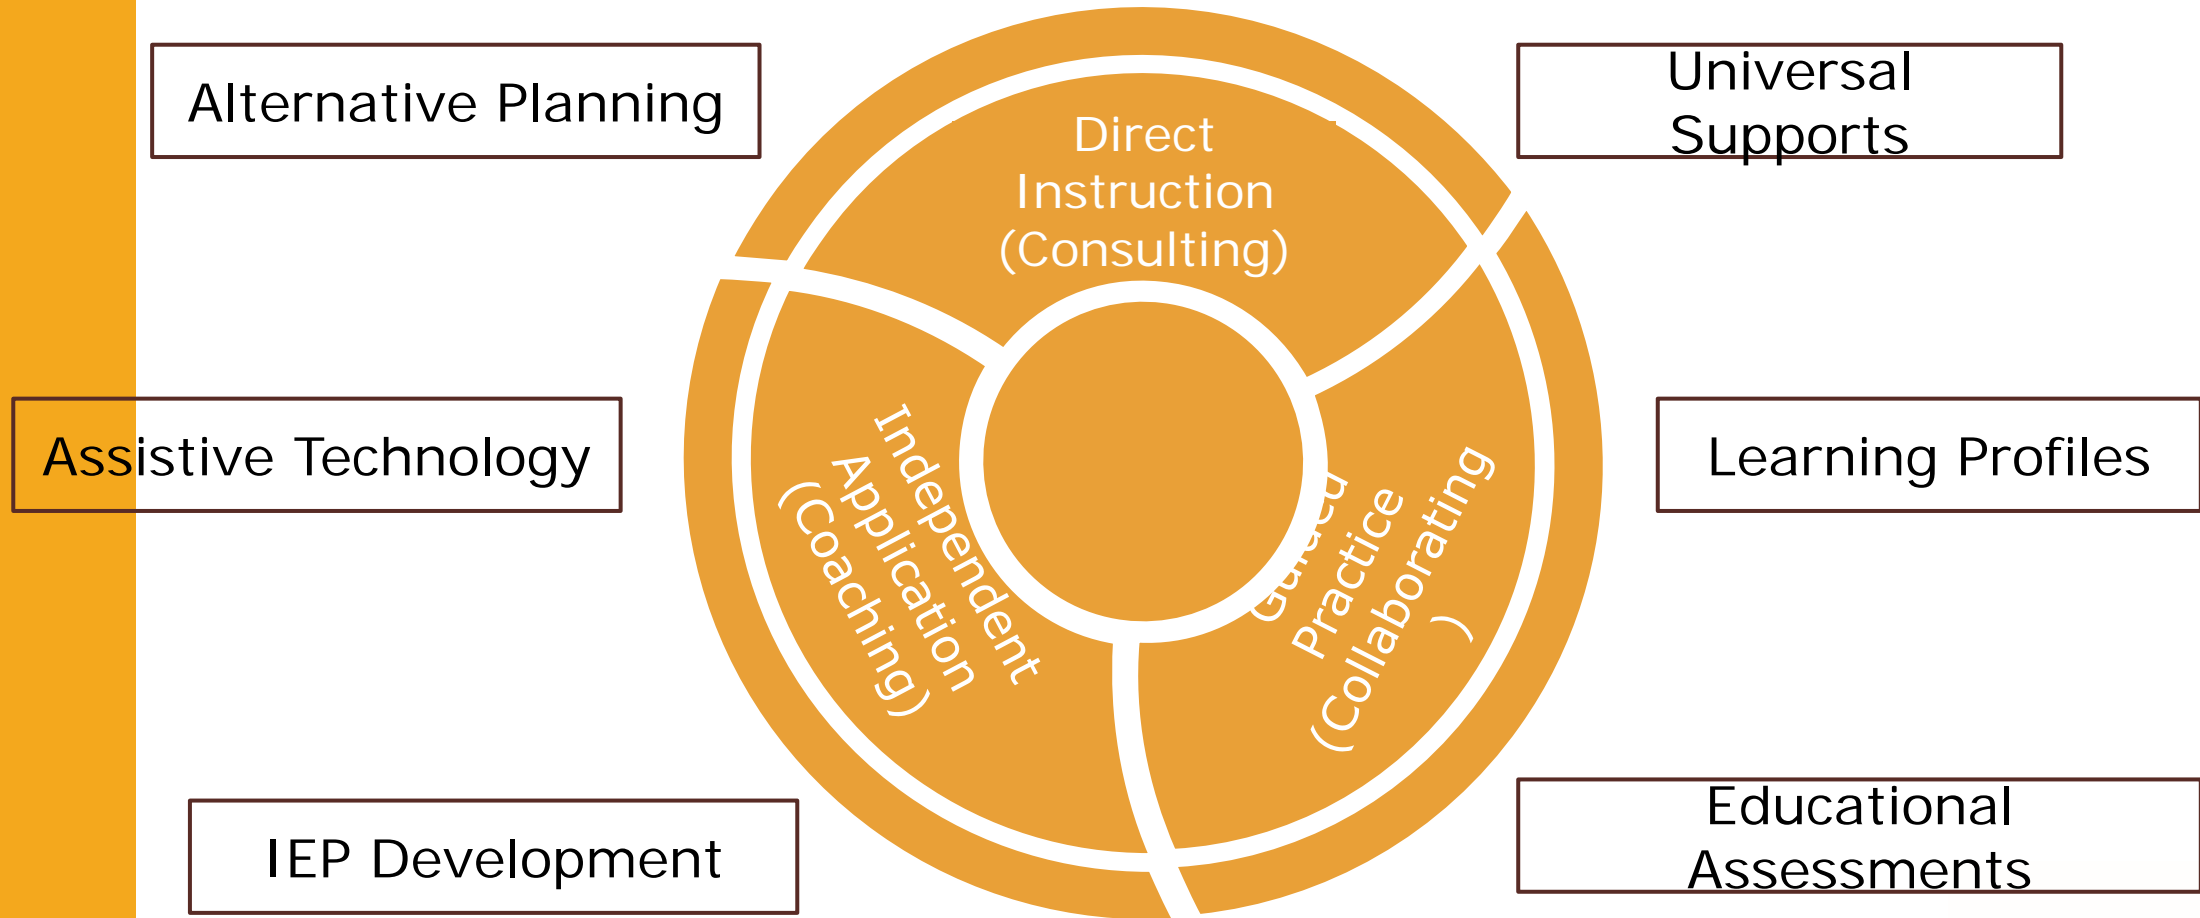 Alternative Planning
Universal
Supports
Direct
Instruction
(Consulting)
Assistive Technology
Learning Profiles
Independent
Application
(Coaching)
Guided
Practice
(Collaborating
)
IEP Development
Educational
Assessments